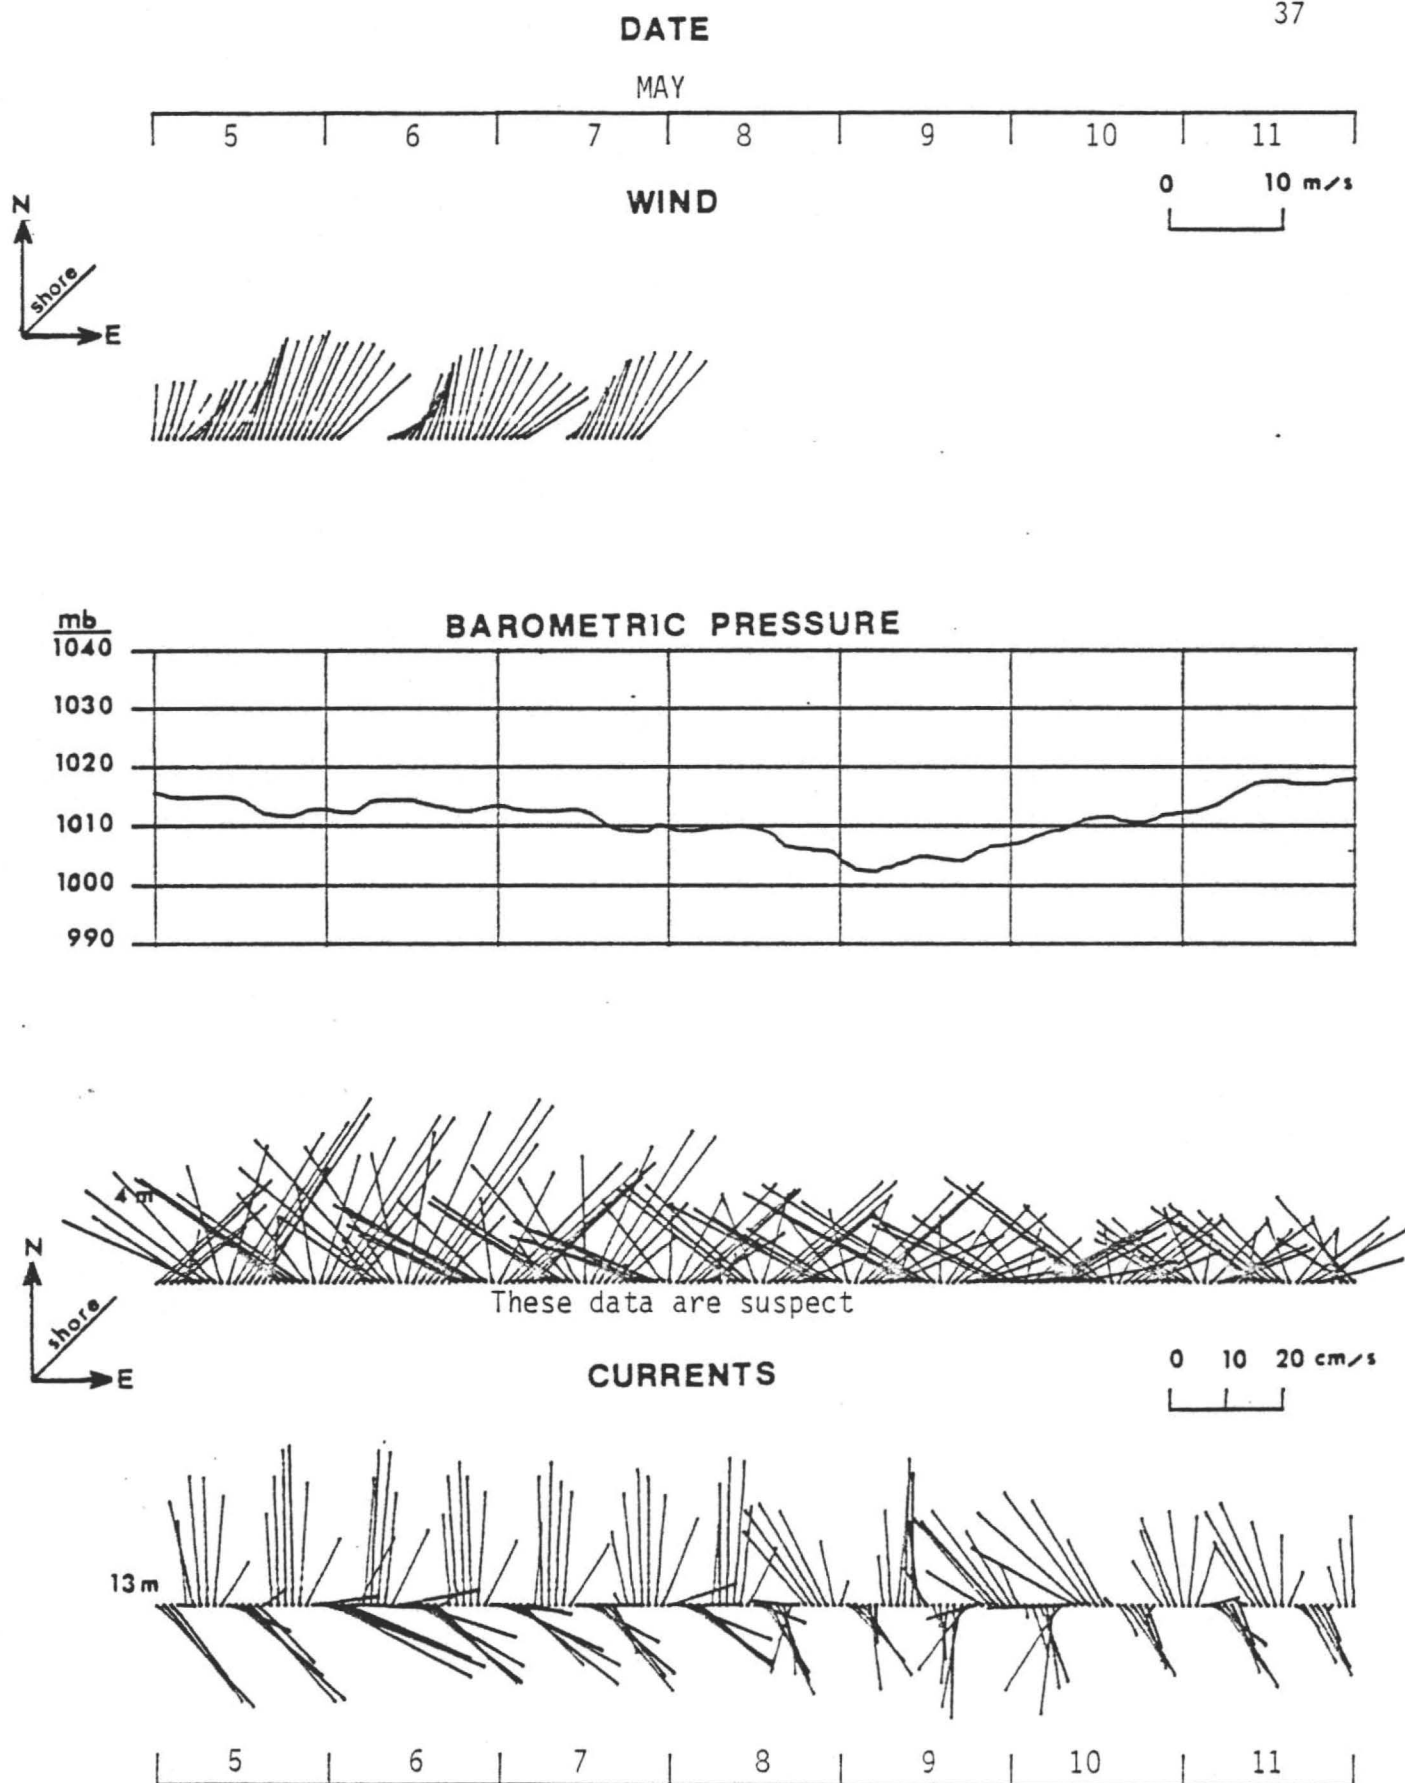 37
DATE
MAY
5 6 7 8 9 10 11
WIND
0 10 m/s
N
shore
E
mb
BAROMETRIC PRESSURE
1040
1030
1020
1010
1000
990
4 m
N
These data are suspect
shore
E
CURRENTS
0 10 20 cm/s
13 m
5 6 7 8 9 10 11